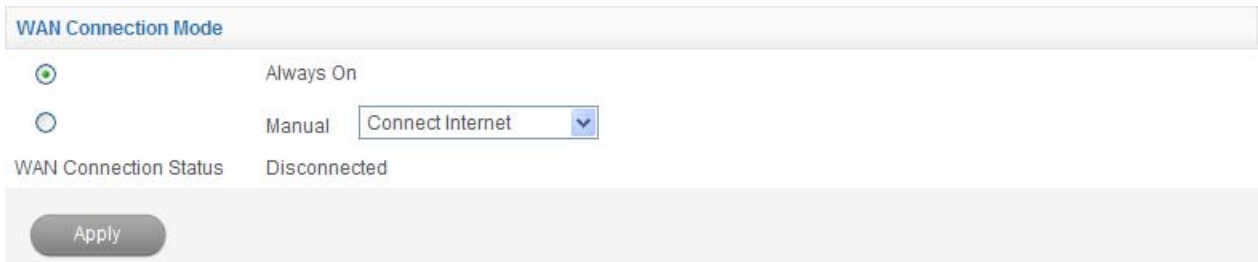 WAN Connection Mode
Always On
Manual Connect Internet
WAN Connection Status Disconnected
Apply